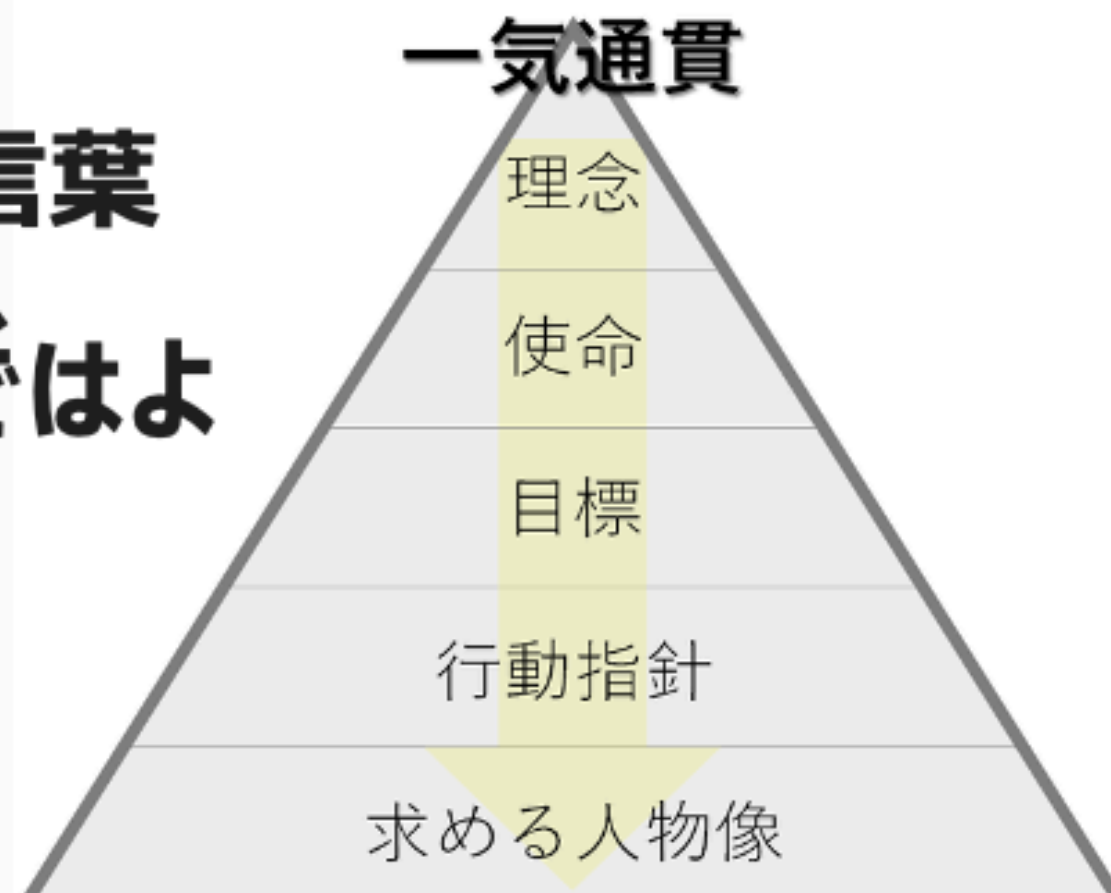 一気通貫
言葉
ではよ
理念
使命
目標
行動指針
求める人物像